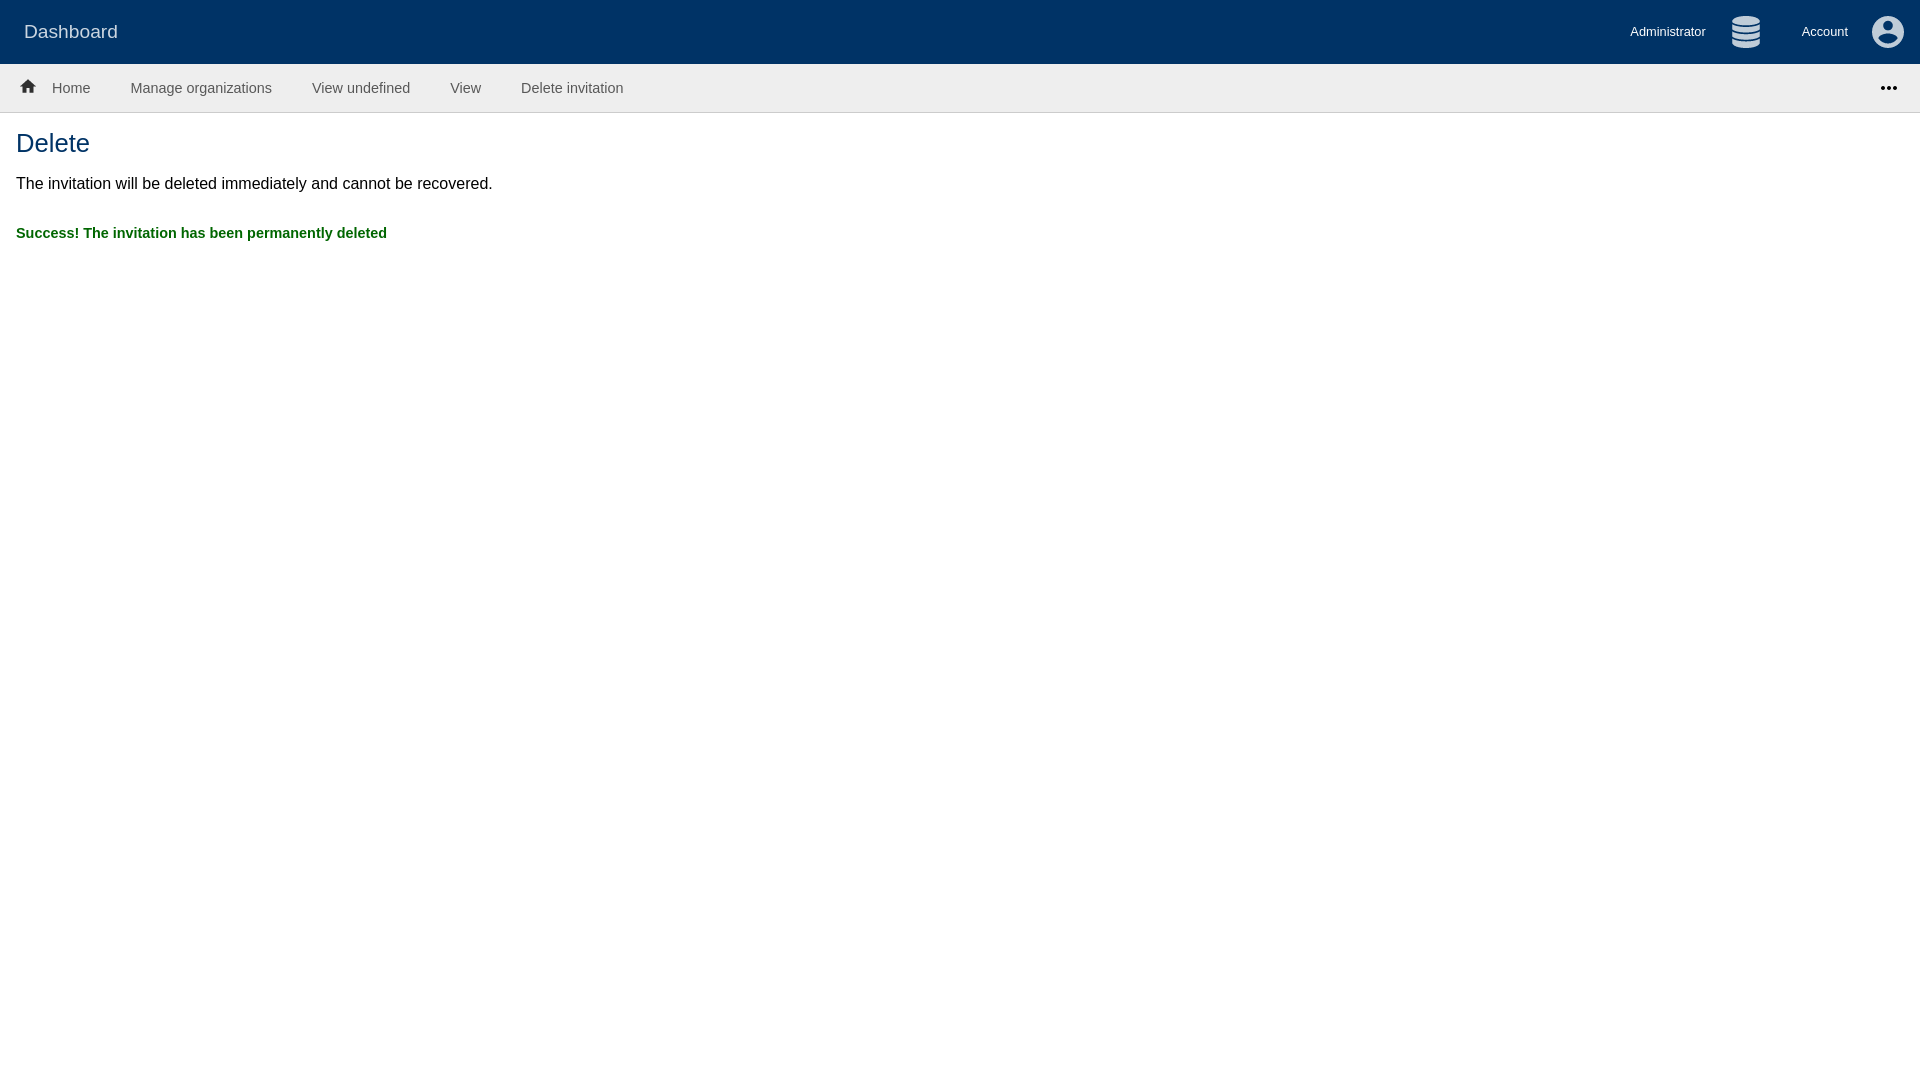 Dashboard
Administrator
Account
Home
Manage organizations
View undefined
View
Delete invitation
Delete
The invitation will be deleted immediately and cannot be recovered.
Success! The invitation has been permanently deleted